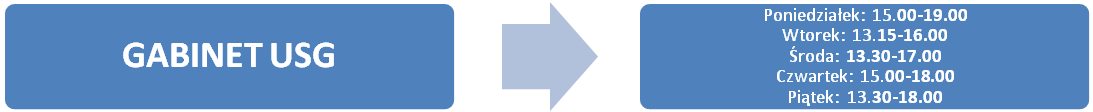 GABINET USG
Poniedziałek: 15.00-19.00
Wtorek: 13.15-16.00
Środa: 13.30-17.00
Czwartek: 15.00-18.00
Piątek: 13.30-18.00